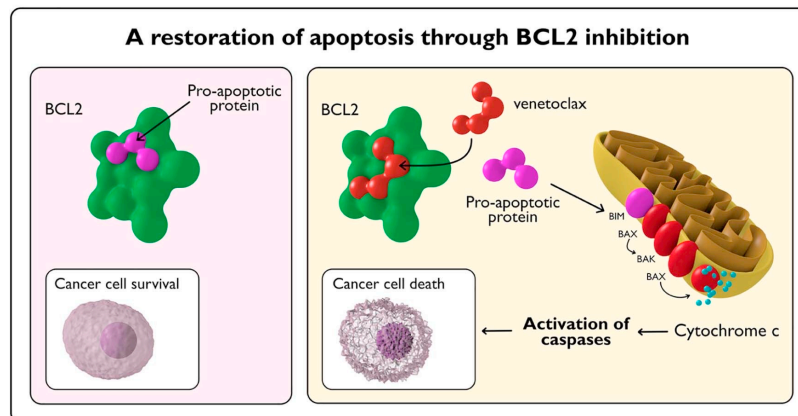 A restoration of apoptosis through BCL2 inhibition
BCL2
Pro-apoptotic
protein
Cancer cell survival
BCL2
venetoclax
Pro-apoptotic
protein
BIM
BAX
BAK
BAX
Cancer cell death
Activation of
caspases
Cytochrome c